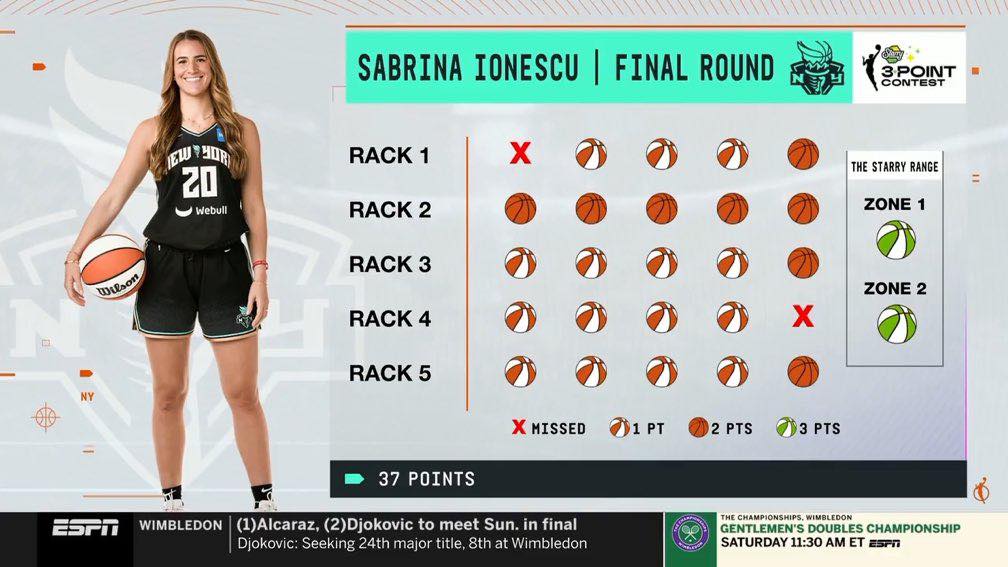 SABRINA IONESCU | FINAL ROUND
Starry
3 POINT
CONTEST
NEW YORK
20
Webull
Wilson
N
NY
RACK 1
X
RACK 2
RACK 3
RACK 4
X
RACK 5
THE STARRY RANGE
ZONE 1
ZONE 2
X MISSED
1 PT
2 PTS
3 PTS
37 POINTS
ESPN
WIMBLEDON
(1)Alcaraz, (2)Djokovic to meet Sun. in final
Djokovic: Seeking 24th major title, 8th at Wimbledon
THE CHAMPIONSHIPS, WIMBLEDON
GENTLEMEN'S DOUBLES CHAMPIONSHIP
SATURDAY 11:30 AM ET ESPN